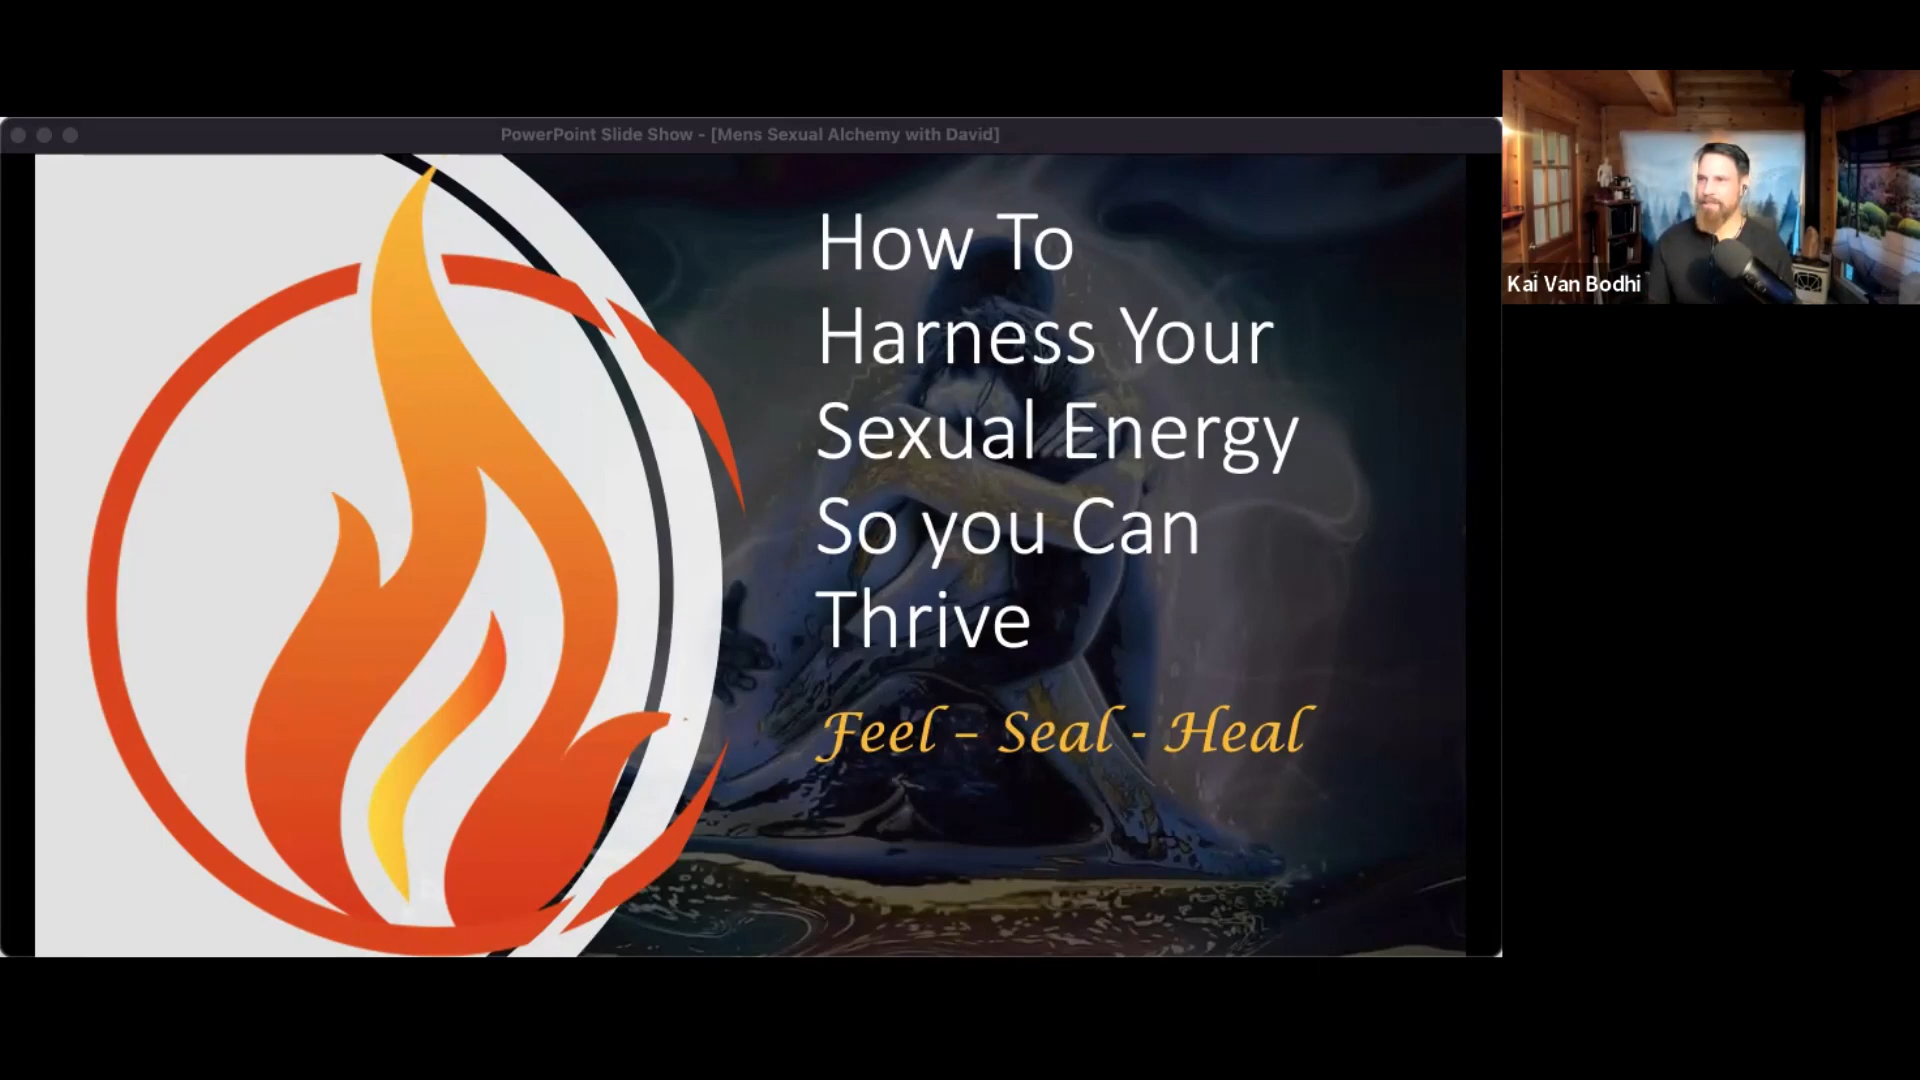 PowerPoint Slide Show - [Mens Sexual Alchemy with David]
How To
Harness Your
Sexual Energy
So you Can
Thrive
Feel – Seal - Heal
Kai Van Bodhi